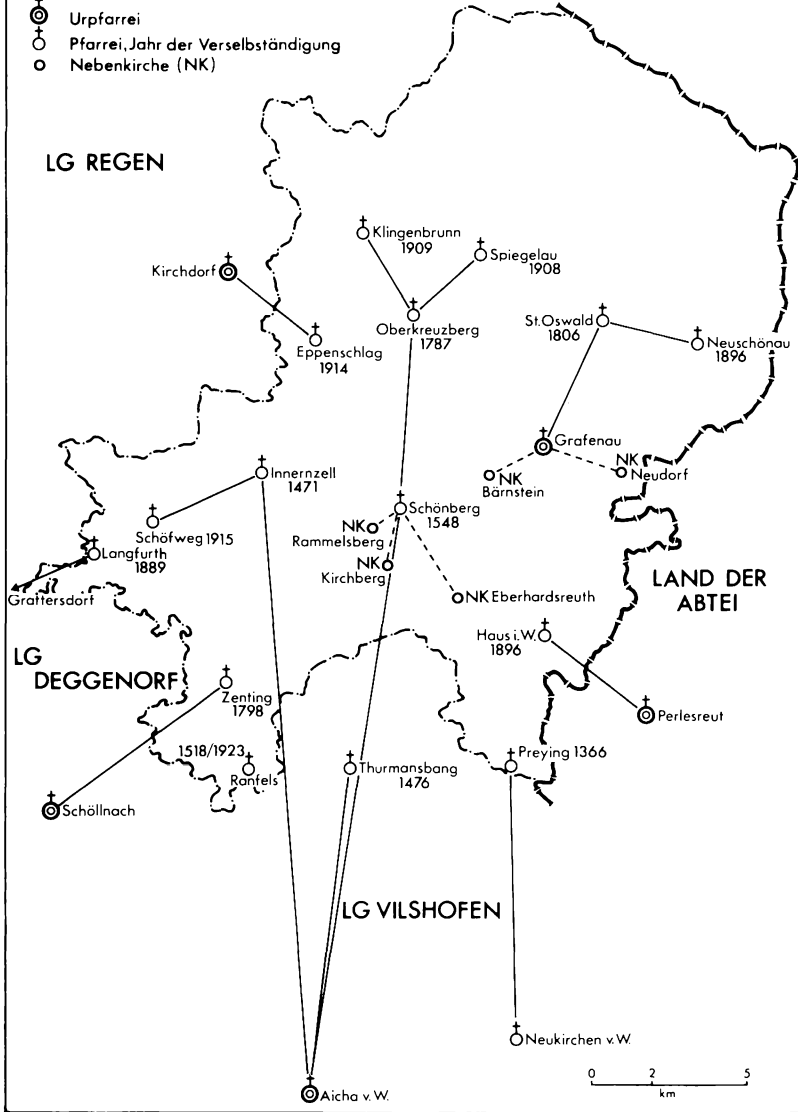 Urpfarrei
Pfarrei, Jahr der Verselbständigung
Nebenkirche (NK)
LG REGEN
Klingenbrunn
1909
Spiegelau
1908
Kirchdorf
Oberkreuzberg
1787
St. Oswald
1806
Neuschönau
1896
Eppenschlag
1914
Grafenau
NK
Neudorf
NK
Bärnstein
Innernzell
1471
Schönberg
1548
Schöfweg 1915
NK
Rammelsberg
Langfurth
1889
NK
Kirchberg
Grattersdorf
NK Eberhardsreuth
LAND DER
ABTEI
Haus i.W.
1896
LG
DEGGENORF
Zenting
1798
Perlesreut
1518/1923
Ranfels
Thurmansbang
1476
Preying 1366
Schöllnach
LG VILSHOFEN
Neukirchen v. W.
Aicha v. W.
0 2 5
km